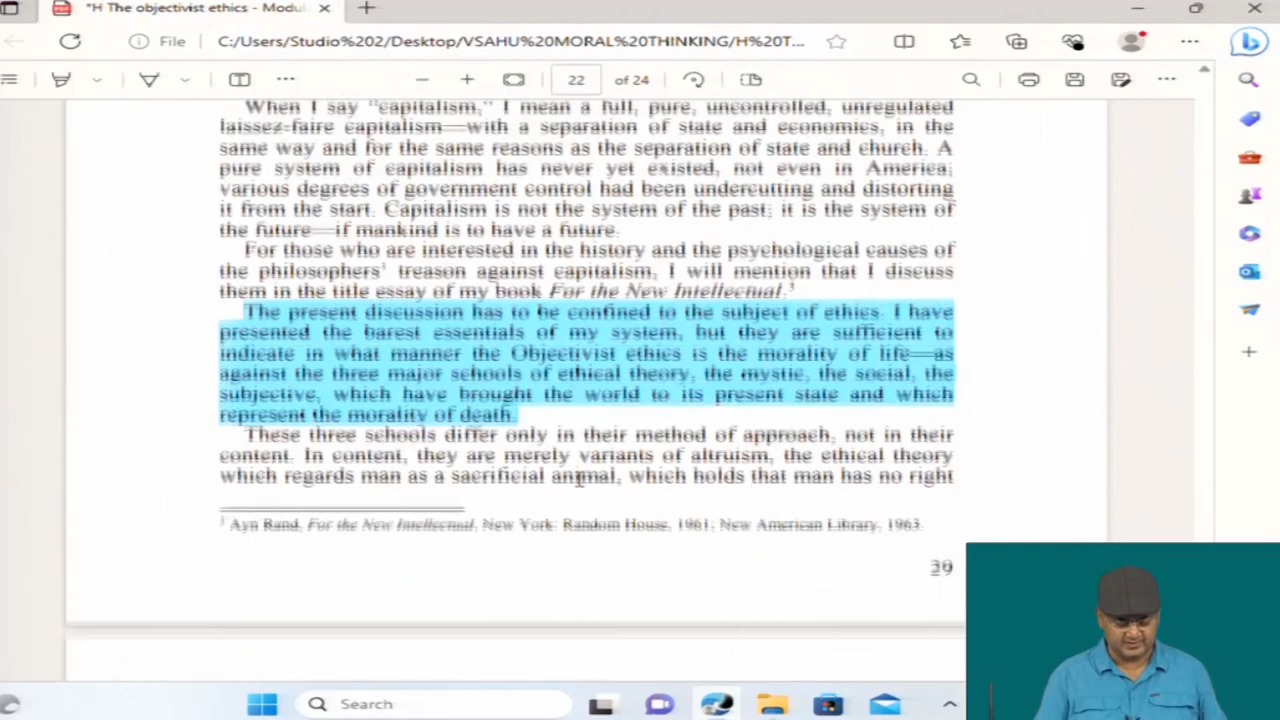 "H The objectivist ethics - Modu
File
C:/Users/Studio%202/Desktop/VSAHU%20MORAL%20THINKING/H%20T...
22 of 24
When I say "capitalism," I mean a full, pure, uncontrolled, unregulated
laissez-faire capitalism—with a separation of state and economics, in the
same way and for the same reasons as the separation of state and church. A
pure system of capitalism has never yet existed, not even in America;
various degrees of government control had been undercutting and distorting
it from the start. Capitalism is not the system of the past; it is the system of
the future—if mankind is to have a future.
For those who are interested in the history and the psychological causes of
the philosophers' treason against capitalism, I will mention that I discuss
them in the title essay of my book For the New Intellectual.³
The present discussion has to be confined to the subject of ethics. I have
presented the barest essentials of my system, but they are sufficient to
indicate in what manner the Objectivist ethics is the morality of life—as
against the three major schools of ethical theory, the mystic, the social, the
subjective, which have brought the world to its present state and which
represent the morality of death.
These three schools differ only in their method of approach, not in their
content. In content, they are merely variants of altruism, the ethical theory
which regards man as a sacrificial animal, which holds that man has no right
Ayn Rand, For the New Intellectual, New York: Random House, 1961; New American Library, 1963.
Search